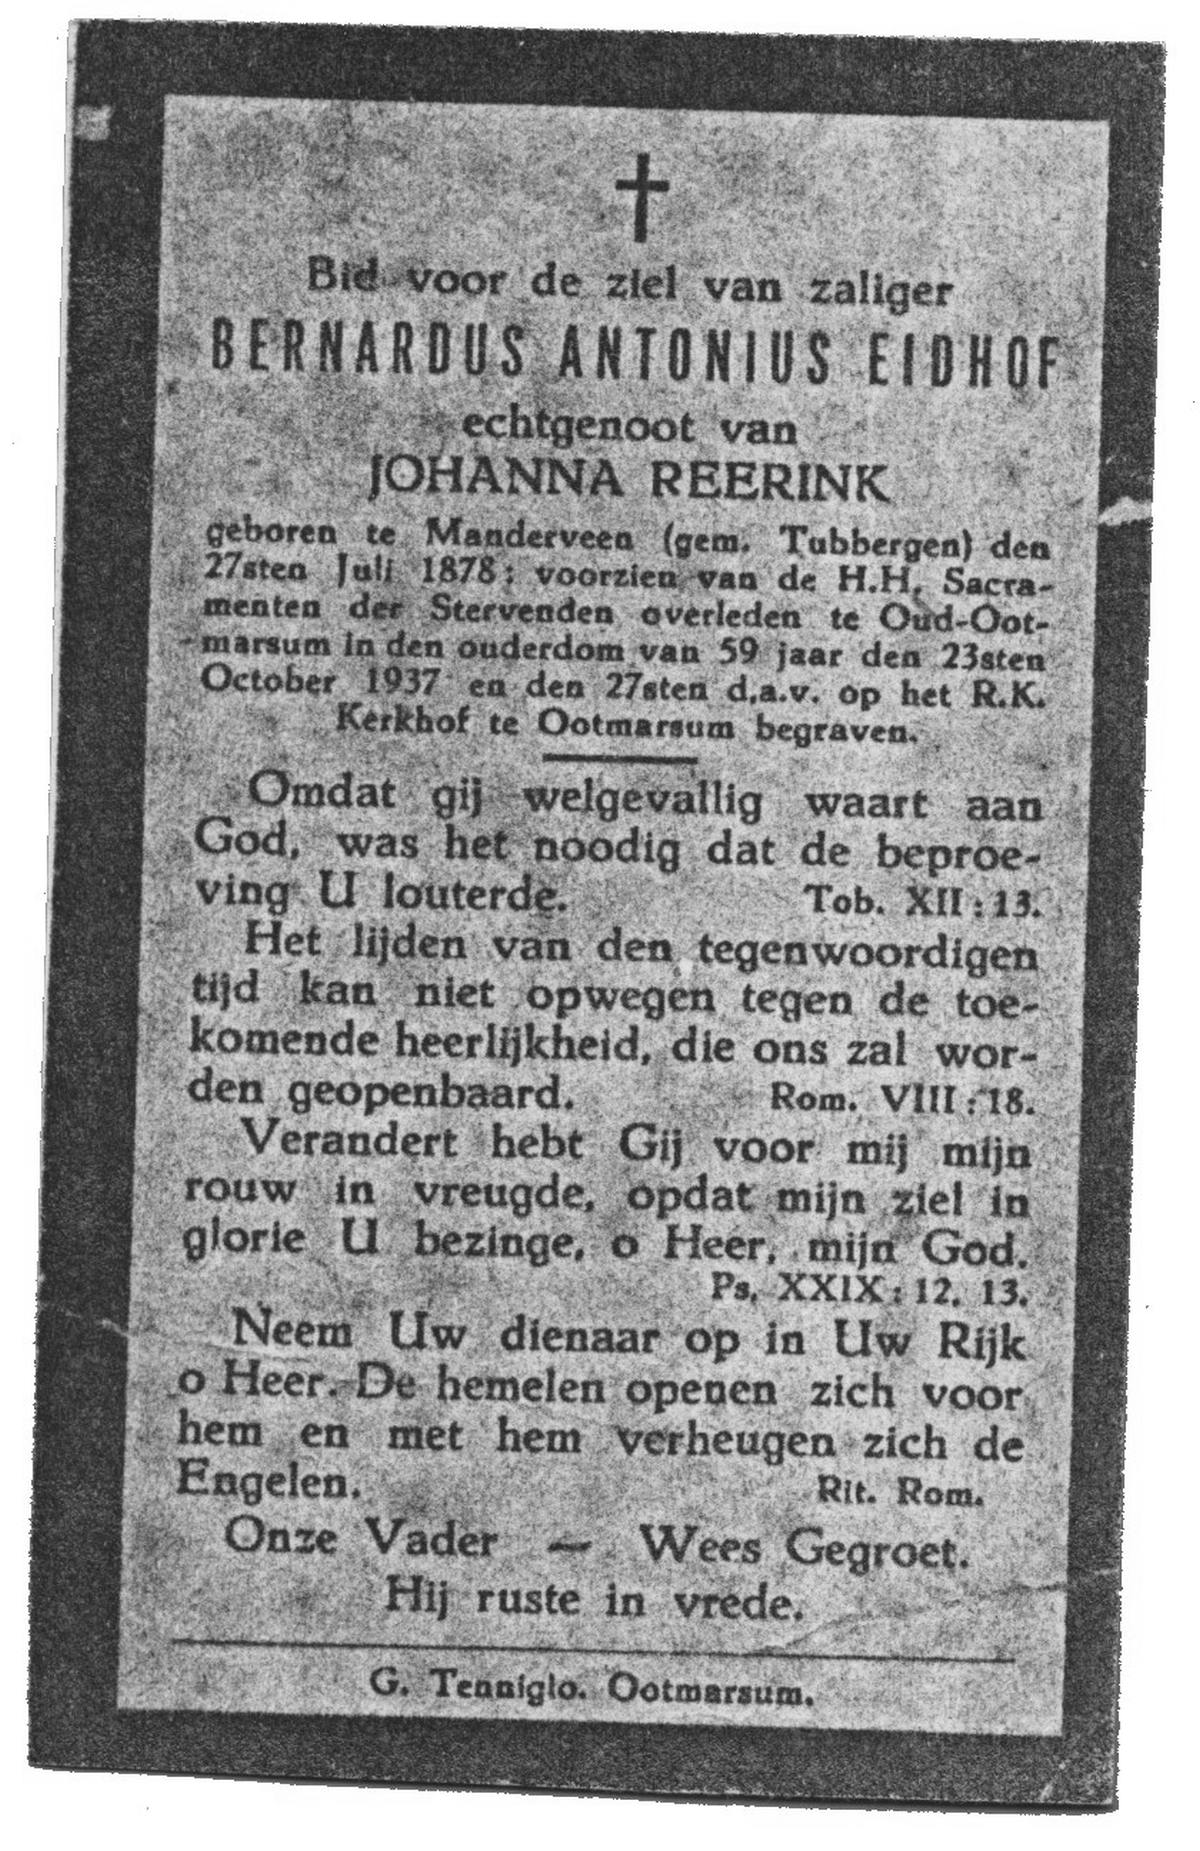 Bid voor de ziel van zaliger
BERNARDUS ANTONIUS EIDHOF
echtgenoot van
JOHANNA REERINK
geboren te Manderveen (gem. Tubbergen) den
27sten Juli 1878; voorzien van de H.H. Sacra-
menten der Stervenden overleden te Oud-Oot-
marsum in den ouderdom van 59 jaar den 23sten
October 1937 en den 27sten d.a.v. op het R.K.
Kerkhof te Ootmarsum begraven.
Omdat gij welgevallig waart aan
God, was het noodig dat de beproe-
ving U louterde. Tob. XII : 13.
Het lijden van den tegenwoordigen
tijd kan niet opwegen tegen de toe-
komende heerlijkheid, die ons zal wor-
den geopenbaard. Rom. VIII : 18.
Verandert hebt Gij voor mij mijn
rouw in vreugde, opdat mijn ziel in
glorie U bezinge, o Heer, mijn God.
Ps. XXIX : 12. 13.
Neem Uw dienaar op in Uw Rijk
o Heer. De hemelen openen zich voor
hem en met hem verheugen zich de
Engelen. Rit. Rom.
Onze Vader — Wees Gegroet.
Hij ruste in vrede.
G. Tenniglo. Ootmarsum.